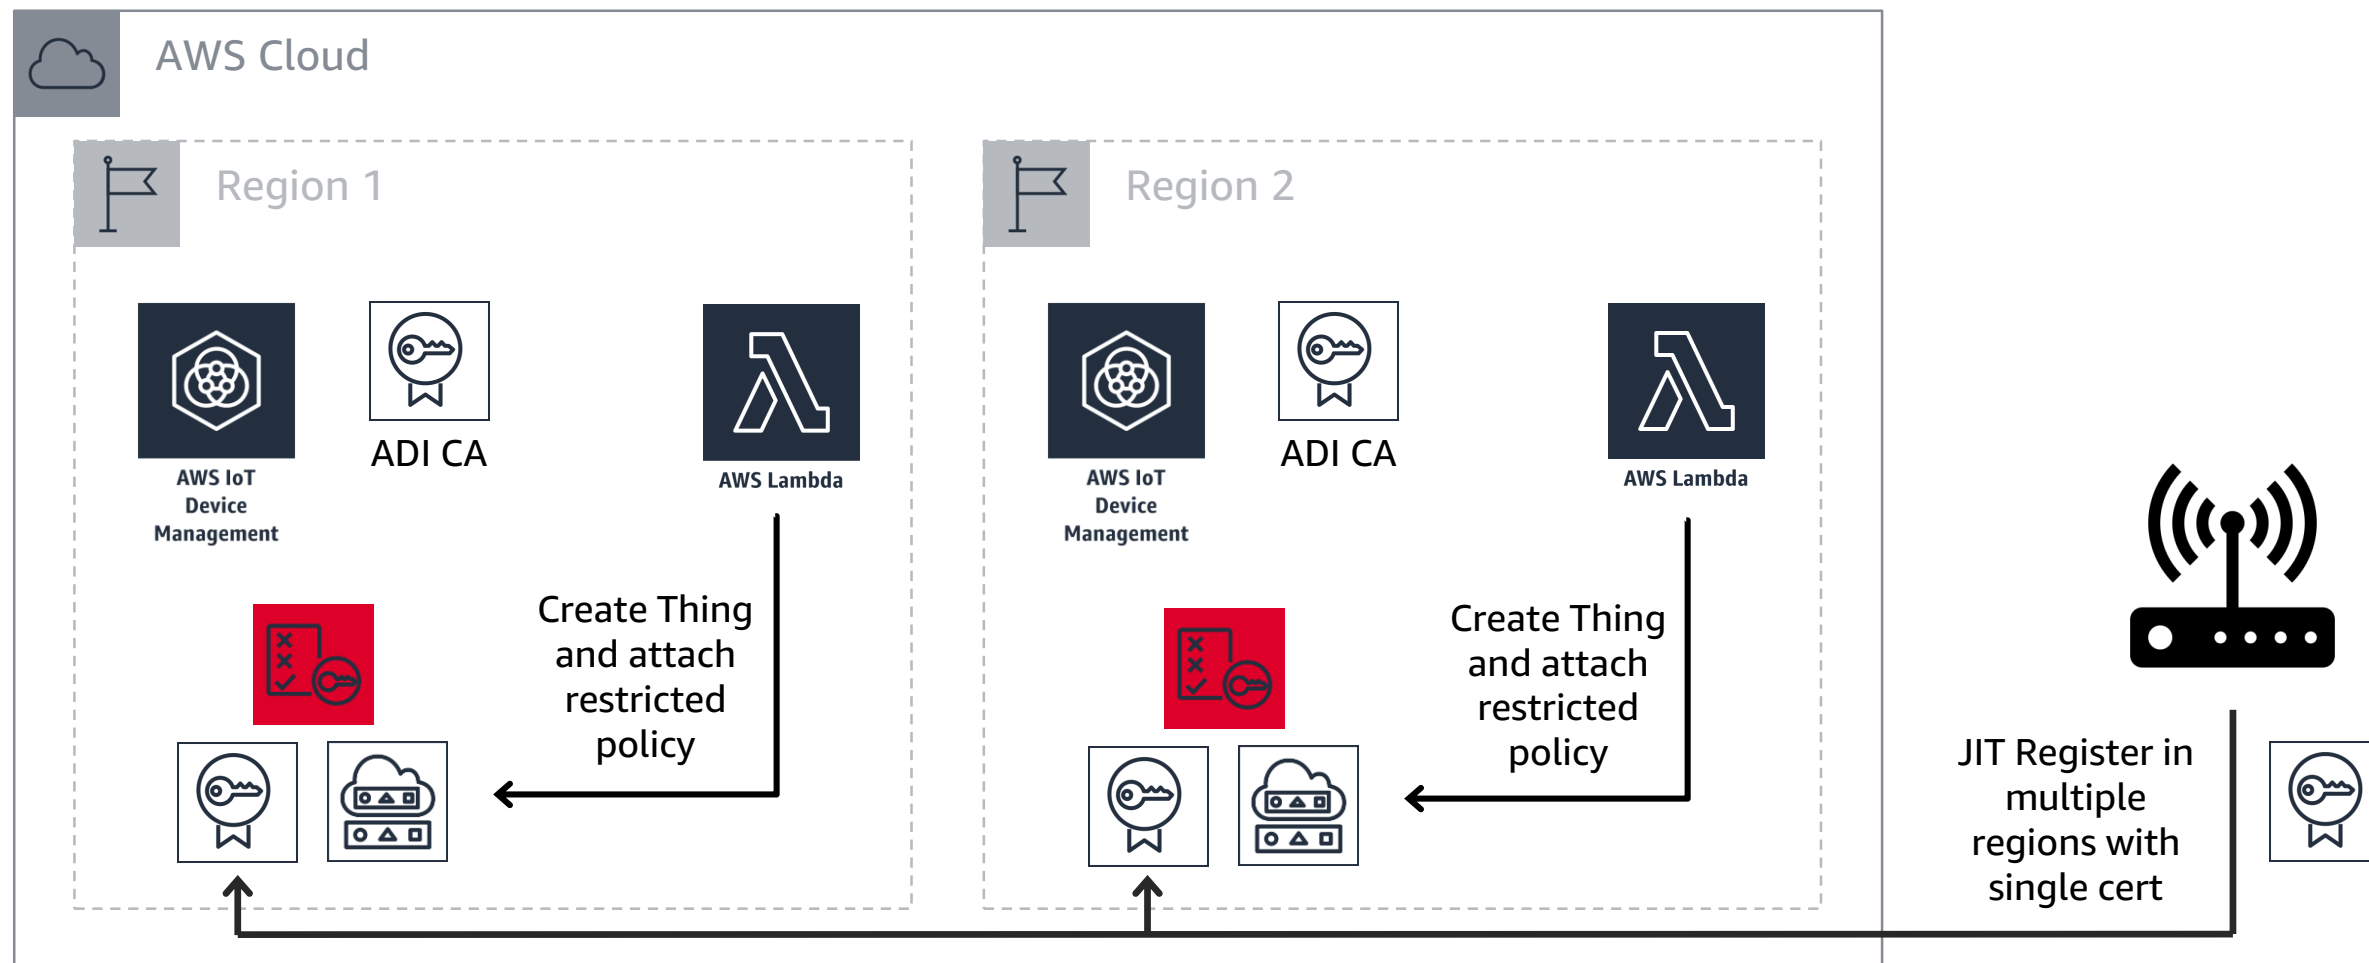 AWS Cloud
Region 1
AWS IoT
Device
Management
ADI CA
AWS Lambda
Create Thing
and attach
restricted
policy
Region 2
AWS IoT
Device
Management
ADI CA
AWS Lambda
Create Thing
and attach
restricted
policy
JIT Register in
multiple
regions with
single cert